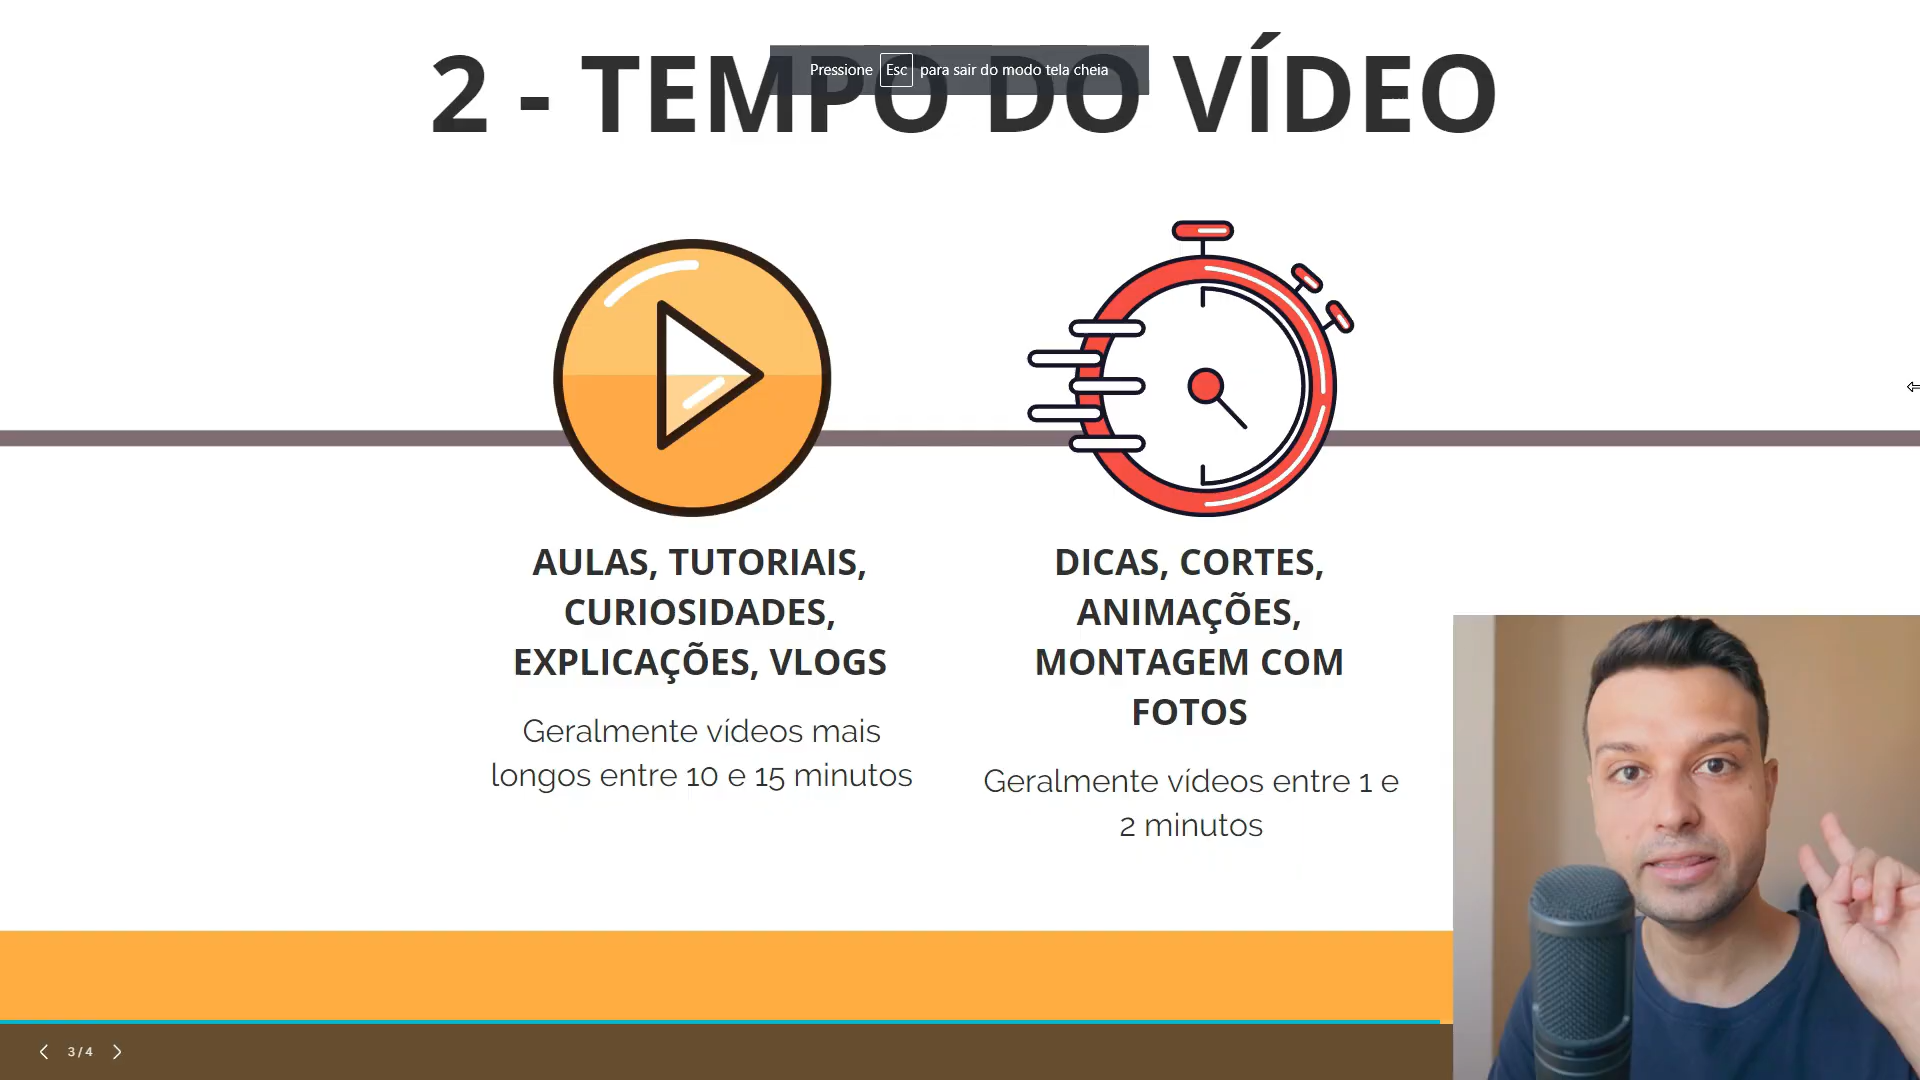 2 - TEMPO DO VÍDEO
Pressione Esc para sair do modo tela cheia
AULAS, TUTORIAIS,
CURIOSIDADES,
EXPLICAÇÕES, VLOGS
Geralmente vídeos mais
longos entre 10 e 15 minutos
DICAS, CORTES,
ANIMAÇÕES,
MONTAGEM COM
FOTOS
Geralmente vídeos entre 1 e
2 minutos
3 / 4